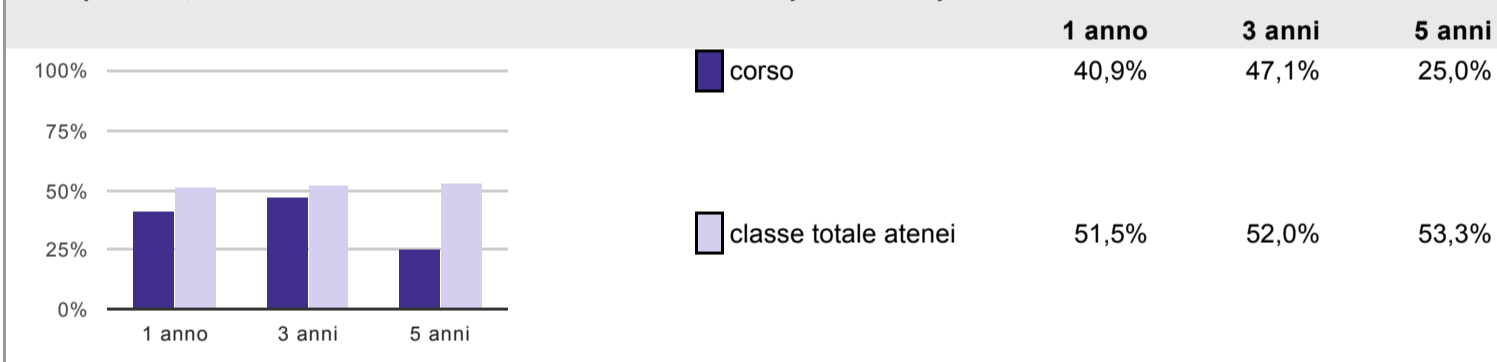 1 anno 3 anni 5 anni
100%
75%
50%
25%
0%
1 anno 3 anni 5 anni
corso 40,9% 47,1% 25,0%
classe totale atenei 51,5% 52,0% 53,3%